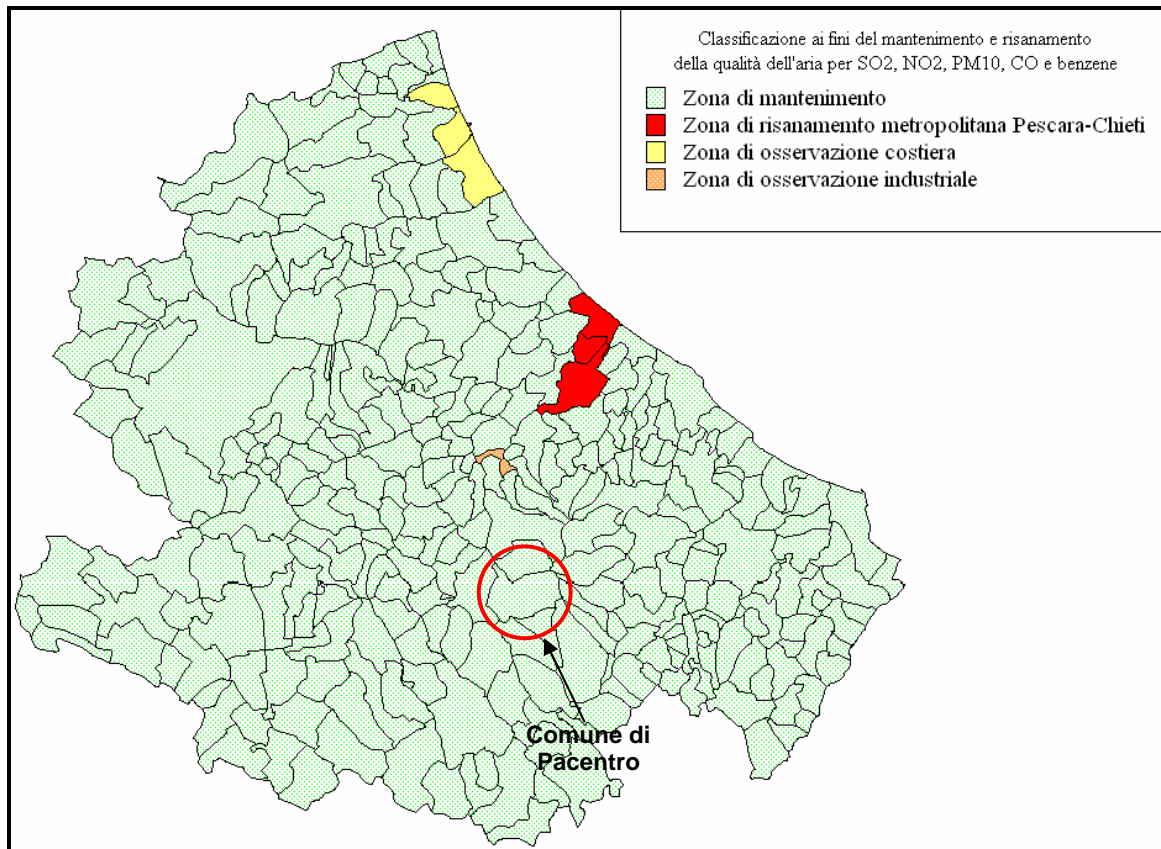 Classificazione ai fini del mantenimento e risanamento
della qualità dell'aria per SO2, NO2, PM10, CO e benzene
Zona di mantenimento
Zona di risanamemto metropolitana Pescara-Chieti
Zona di osservazione costiera
Zona di osservazione industriale
Comune di
Pacentro